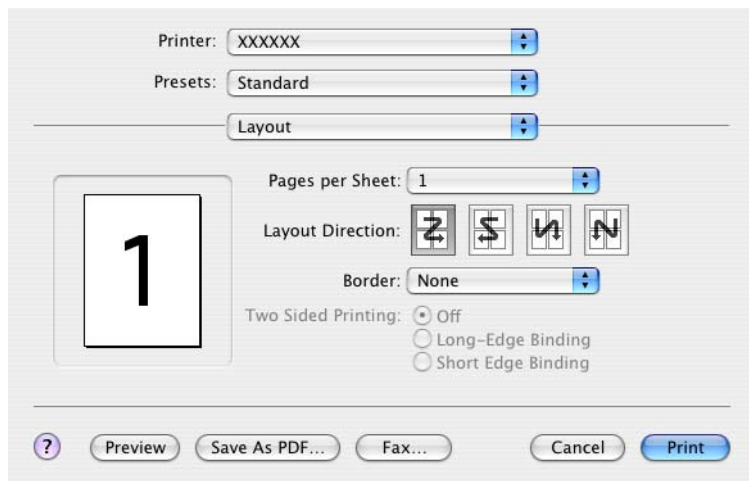 Printer: XXXXXX
Presets: Standard
Layout
Pages per Sheet: 1
1
Layout Direction:
Border: None
Two Sided Printing: Off
Long-Edge Binding
Short Edge Binding
? Preview Save As PDF... Fax... Cancel Print